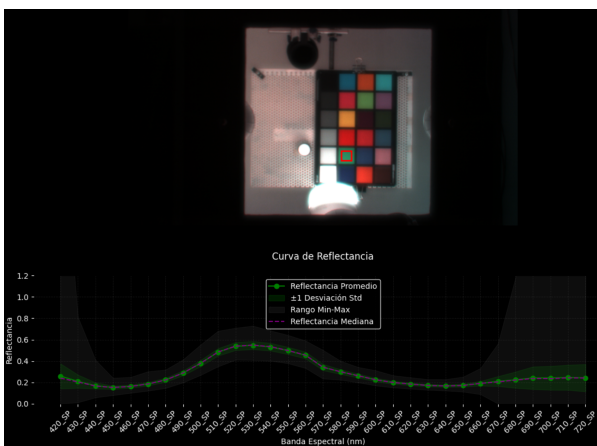 Curva de Reflectancia
Reflectancia Promedio
±1 Desviación Std
Rango Min-Max
Reflectancia Mediana
1.2
1.0
0.8
0.6
0.4
0.2
0.0
Reflectancia
420_SP
430_SP
440_SP
450_SP
460_SP
470_SP
480_SP
490_SP
500_SP
510_SP
520_SP
530_SP
540_SP
550_SP
560_SP
570_SP
580_SP
590_SP
600_SP
610_SP
620_SP
630_SP
640_SP
650_SP
660_SP
670_SP
680_SP
690_SP
700_SP
710_SP
720_SP
Banda Espectral (nm)